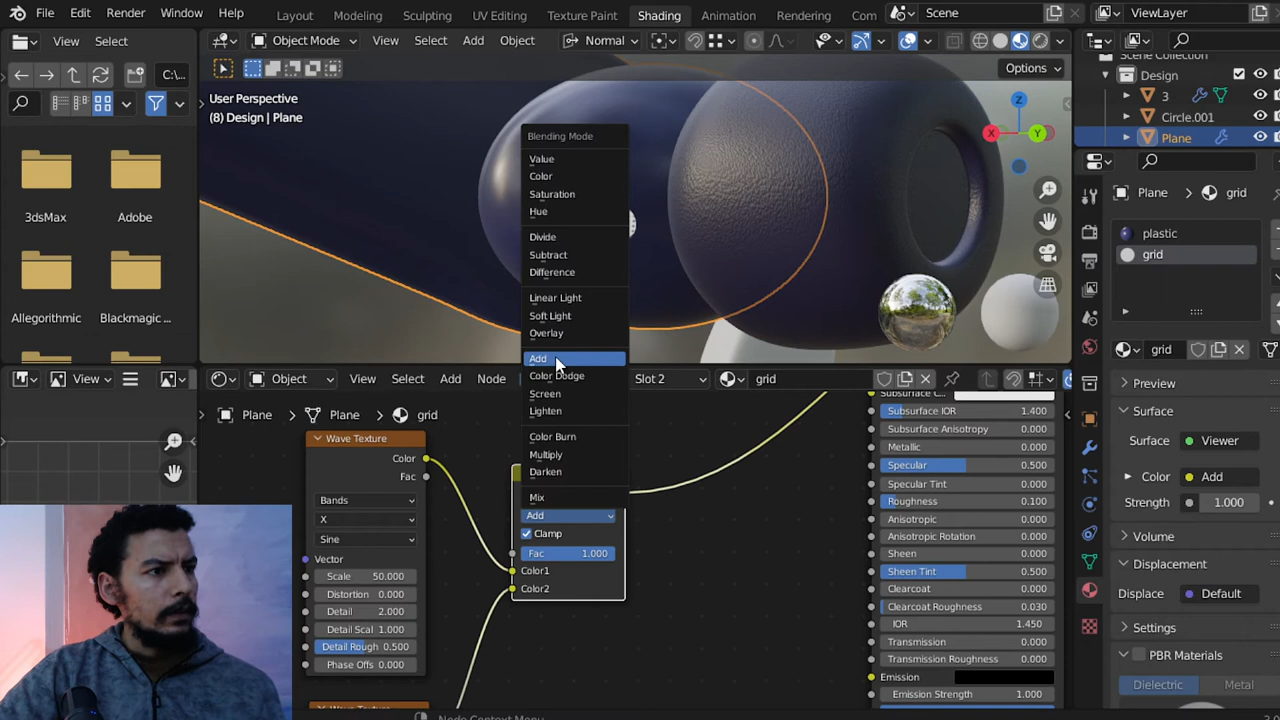 File Edit Render Window Help Layout Modeling Sculpting UV Editing Texture Paint Shading Animation Rendering Com Scene ViewLayer
View Select Object Mode View Select Add Object Normal
C:\... Options
User Perspective
(8) Design | Plane
Scene Collection
Design
3
Circle.001
Plane
3dsMax Adobe
Allegorithmic Blackmagic ...
Blending Mode
Value
Color
Saturation
Hue
Divide
Subtract
Difference
Linear Light
Soft Light
Overlay
Add
Color Dodge
Screen
Lighten
Color Burn
Multiply
Darken
Mix
Add
Clamp
Fac 1.000
Color1
Color2
X Y Z
Plane grid
plastic
grid
grid
Preview
Surface
Surface Viewer
Color Add
Strength 1.000
Volume
Displacement
Displace Default
Settings
PBR Materials
Dielectric Metal
View Object View Select Add Node Slot 2 grid
Plane Plane grid
Wave Texture
Color
Fac
Bands
X
Sine
Vector
Scale 50.000
Distortion 0.000
Detail 2.000
Detail Scal 1.000
Detail Rough 0.500
Phase Offs 0.000
Wave Texture
Subsurface C...
Subsurface IOR 1.400
Subsurface Anisotropy 0.000
Metallic 0.000
Specular 0.500
Specular Tint 0.000
Roughness 0.100
Anisotropic 0.000
Anisotropic Rotation 0.000
Sheen 0.000
Sheen Tint 0.500
Clearcoat 0.000
Clearcoat Roughness 0.030
IOR 1.450
Transmission 0.000
Transmission Roughness 0.000
Emission
Emission Strength 1.000
Node Context Menu